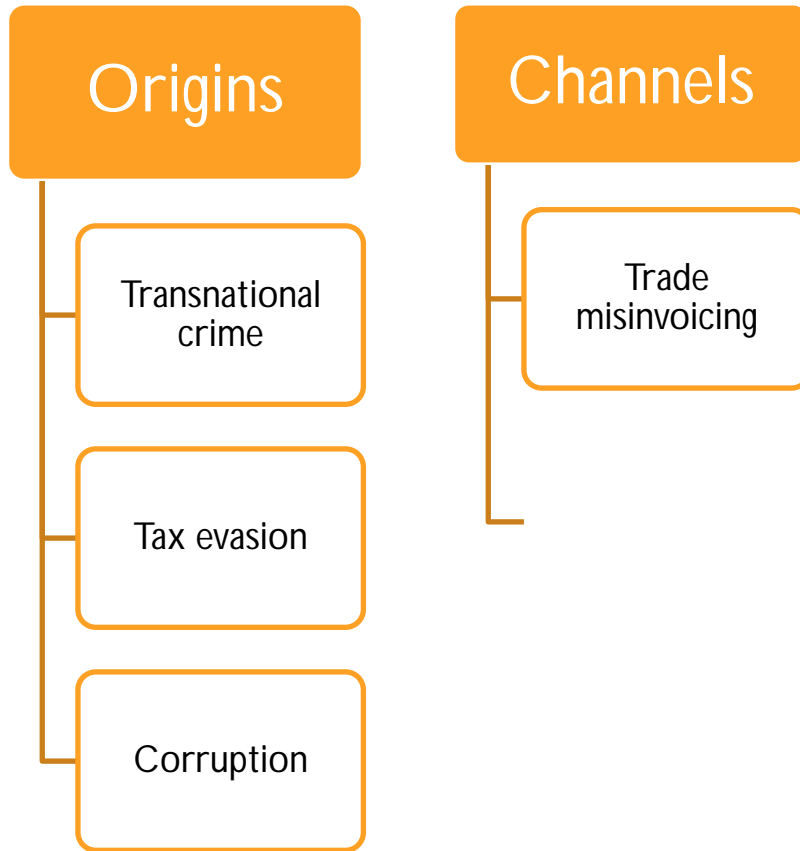 Origins
Transnational
crime
Tax evasion
Corruption
Channels
Trade
misinvoicing